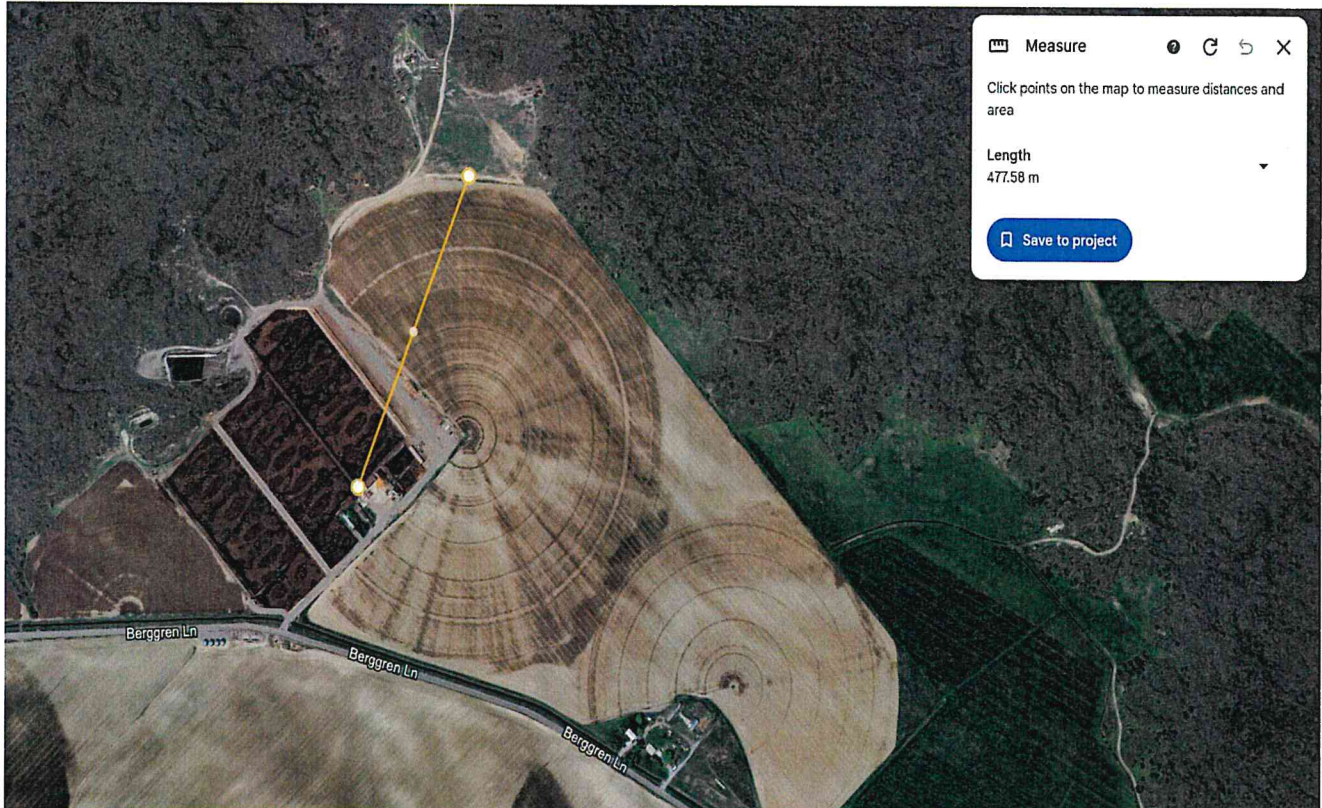 Measure
Click points on the map to measure distances and
area
Length
477.58 m
Save to project
Berggren Ln
Berggren Ln
Berggren Ln